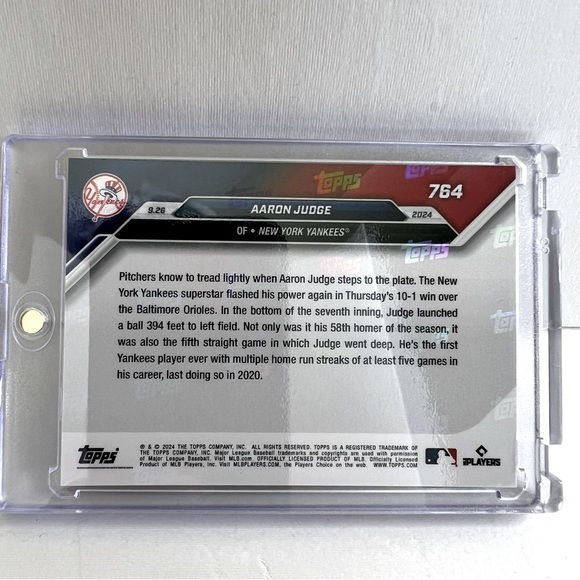 Yankees
TOPPS
764
9.26
AARON JUDGE
2024
OF • NEW YORK YANKEES®
TOPPS
Pitchers know to tread lightly when Aaron Judge steps to the plate. The New
York Yankees superstar flashed his power again in Thursday's 10-1 win over
the Baltimore Orioles. In the bottom of the seventh inning, Judge launched
a ball 394 feet to left field. Not only was it his 58th homer of the season, it
was also the fifth straight game in which Judge went deep. He's the first
Yankees player ever with multiple home run streaks of at least five games in
his career, last doing so in 2020.
TOPPS
® & © 2024 THE TOPPS COMPANY, INC. ALL RIGHTS RESERVED. TOPPS IS A REGISTERED TRADEMARK OF
THE TOPPS COMPANY, INC. Major League Baseball trademarks and copyrights are used with permission
of Major League Baseball. Visit MLB.com. OFFICIALLY LICENSED PRODUCT OF MLB. Officially Licensed
Product of MLB Players, Inc. Visit MLBPLAYERS.COM, the Players Choice on the web. WWW.TOPPS.COM
PLAYERS